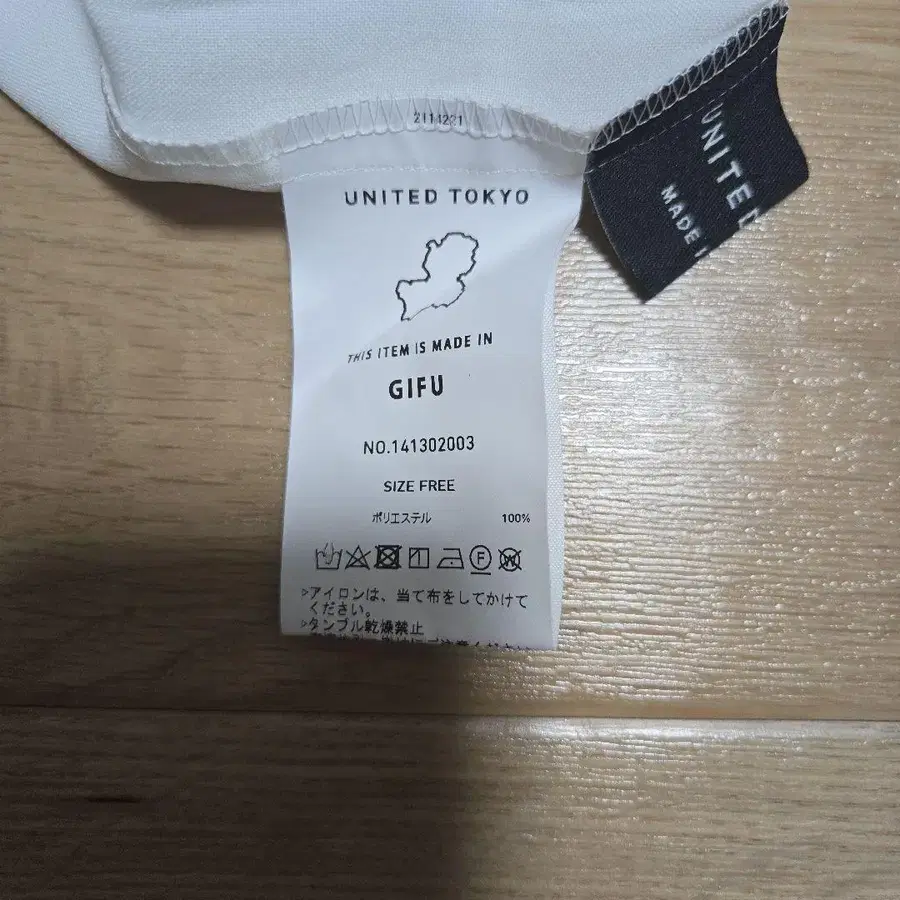 2114221
UNITED TOKYO
THIS ITEM IS MADE IN
GIFU
NO.141302003
SIZE FREE
ポリエステル 100%
F W
>アイロンは、当て布をしてかけて
ください。
>タンブル乾燥禁止
UNITED
MADE I